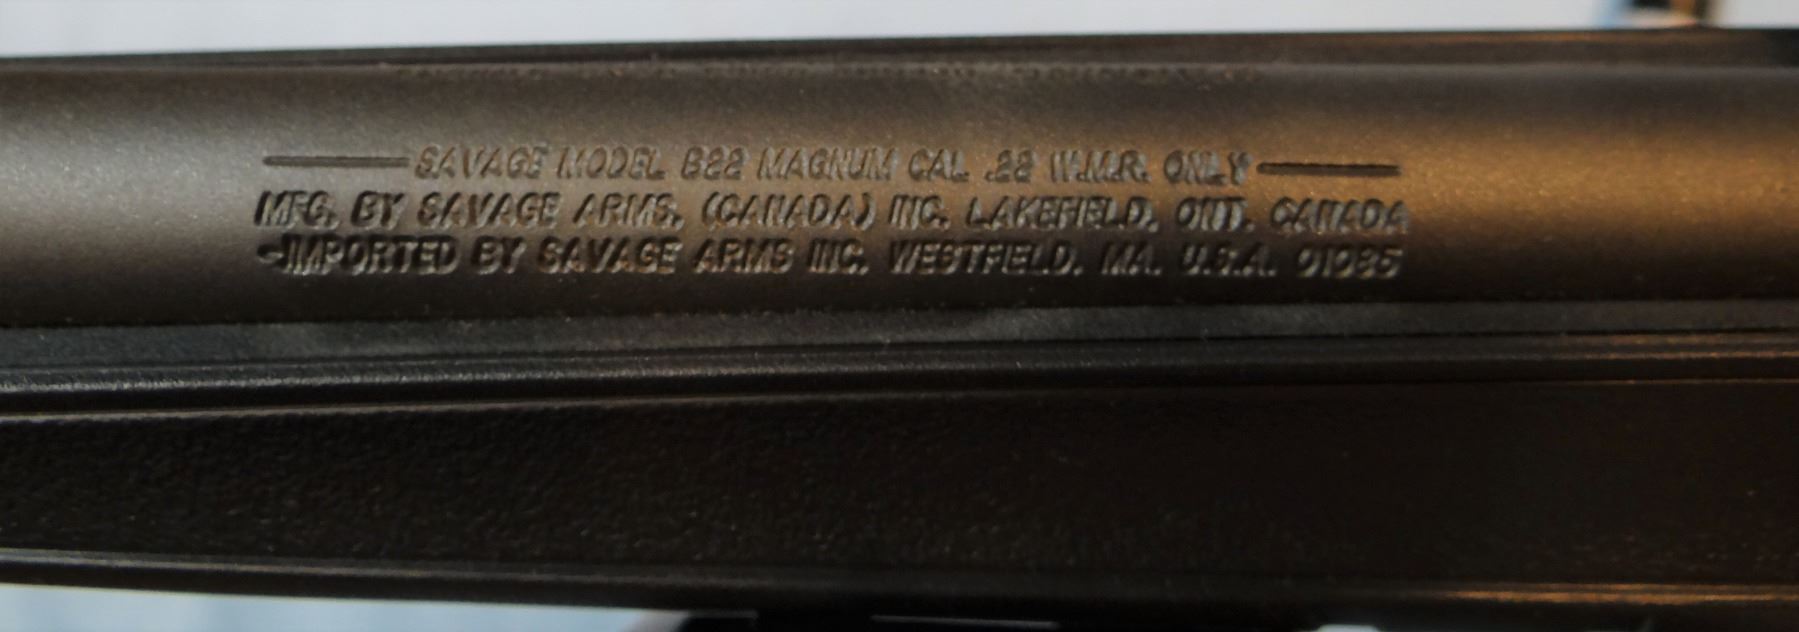 SAVAGE MODEL B22 MAGNUM CAL .22 W.M.R. ONLY
MFG. BY SAVAGE ARMS, (CANADA) INC. LAKEFIELD, ONT. CANADA
-IMPORTED BY SAVAGE ARMS INC. WESTFIELD, MA. U.S.A. 01085